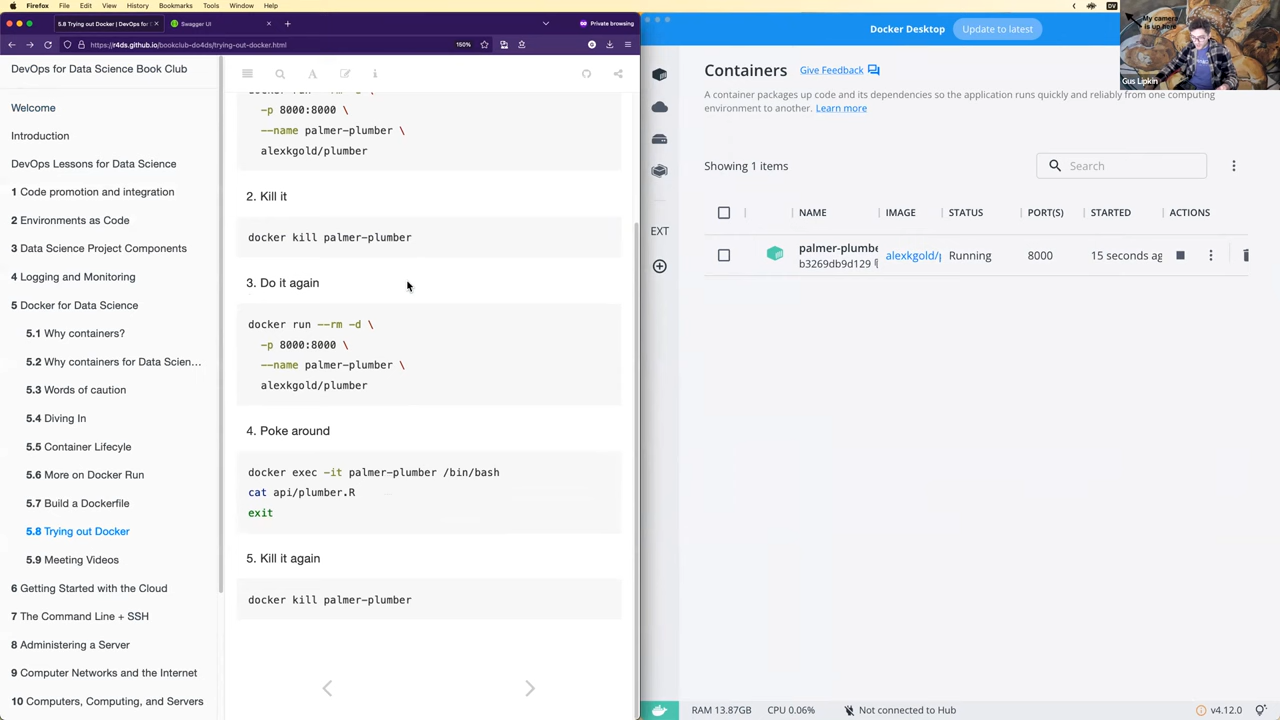 Firefox File Edit View History Bookmarks Tools Window Help
DV
5.8 Trying out Docker | DevOps for
Swagger UI
Private browsing
https://r4ds.github.io/bookclub-do4ds/trying-out-docker.html
150%
DevOps for Data Science Book Club
Welcome
Introduction
DevOps Lessons for Data Science
1 Code promotion and integration
2 Environments as Code
3 Data Science Project Components
4 Logging and Monitoring
5 Docker for Data Science
5.1 Why containers?
5.2 Why containers for Data Scien…
5.3 Words of caution
5.4 Diving In
5.5 Container Lifecyle
5.6 More on Docker Run
5.7 Build a Dockerfile
5.8 Trying out Docker
5.9 Meeting Videos
6 Getting Started with the Cloud
7 The Command Line + SSH
8 Administering a Server
9 Computer Networks and the Internet
10 Computers, Computing, and Servers
-p 8000:8000 \
--name palmer-plumber \
alexkgold/plumber
2. Kill it
docker kill palmer-plumber
3. Do it again
docker run --rm -d \
-p 8000:8000 \
--name palmer-plumber \
alexkgold/plumber
4. Poke around
docker exec -it palmer-plumber /bin/bash
cat api/plumber.R
exit
5. Kill it again
docker kill palmer-plumber
Docker Desktop
Update to latest
My camera
is up here
Gus Lipkin
Containers
Give Feedback
A container packages up code and its dependencies so the application runs quickly and reliably from one computing
environment to another. Learn more
Showing 1 items
Search
NAME IMAGE STATUS PORT(S) STARTED ACTIONS
palmer-plumbe
b3269db9d129
alexkgold/p
Running
8000
15 seconds ag
EXT
RAM 13.87GB CPU 0.06% Not connected to Hub
v4.12.0